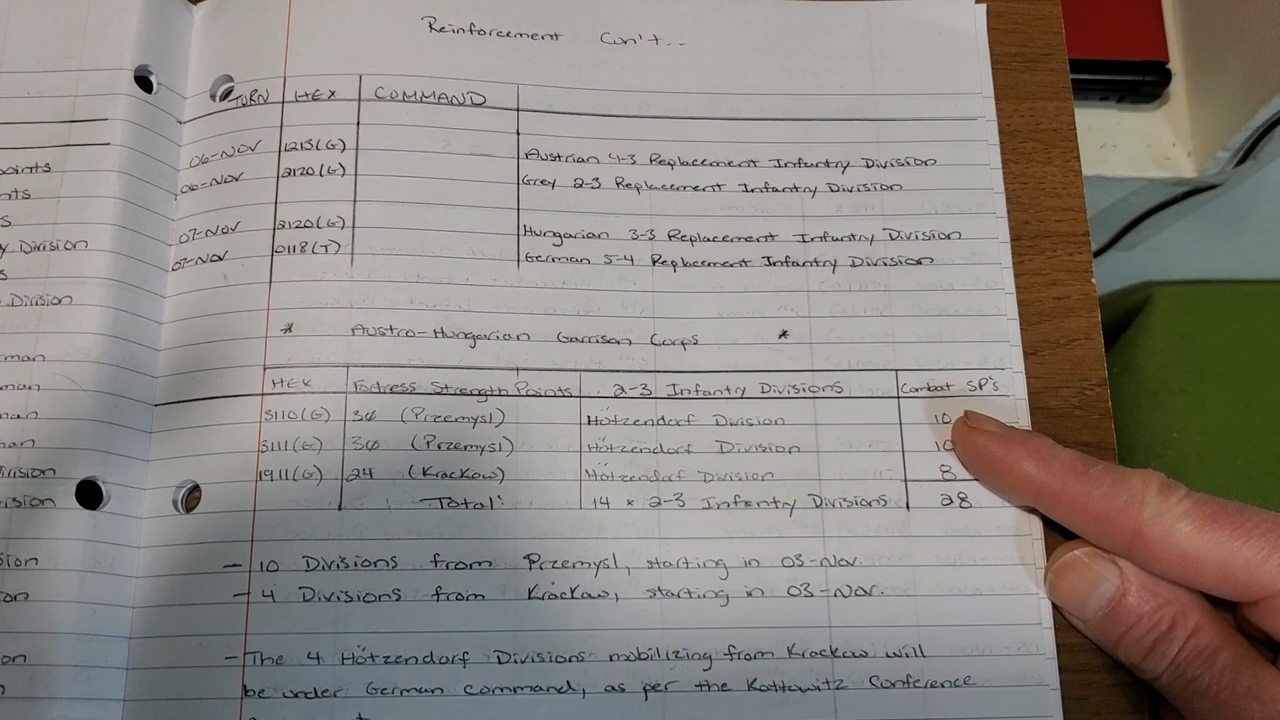 Reinforcement Con't..
TURN HEX COMMAND
06-NOV 1213(G) Austrian 4-3 Replacement Infantry Division
06-NOV 2120(G) Grey 2-3 Replacement Infantry Division
07-NOV 2120(G) Hungarian 3-3 Replacement Infantry Division
07-NOV 0118(T) German 5-4 Replacement Infantry Division
* Austro-Hungarian Garrison Corps *
HEX Fortress Strength Points 2-3 Infantry Divisions Combat SP's
3110(G) (Przemysl) Hötzendorf Division 10
3111(G) (Przemysl) Hötzendorf Division 10
1911(G) 24 (Krackow) Hötzendorf Division 8
Total: 14 x 2-3 Infantry Divisions 28
- 10 Divisions from Przemysl, starting in 03-Nov.
- 4 Divisions from Krackow, starting in 03-Nov.
- The 4 Hötzendorf Divisions mobilizing from Krackow will
be under German command, as per the Kattowitz Conference
oints
nts
s
y Division
s
Division
man
man
man
man
ivision
ision
sion
on
on